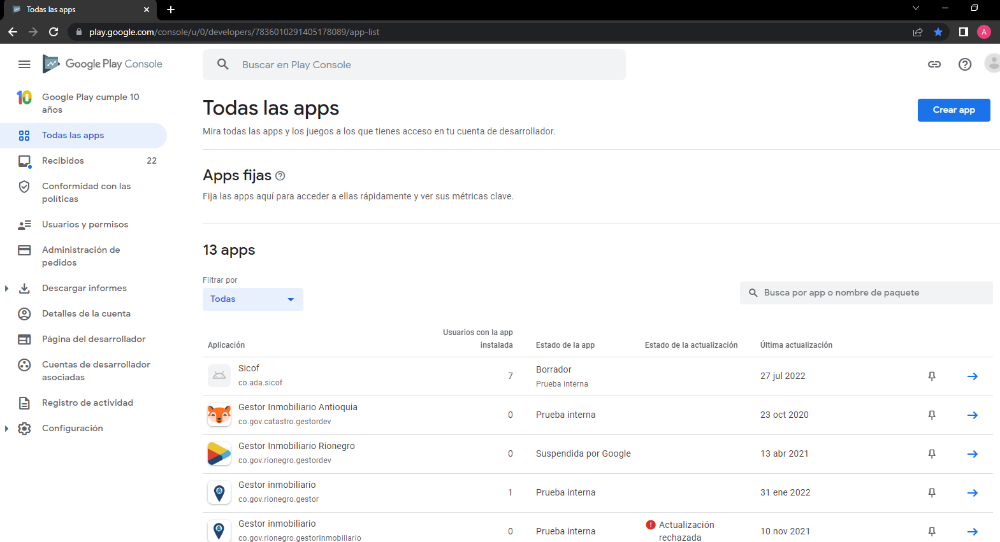 Todas las apps
play.google.com/console/u/0/developers/7836010291405178089/app-list
A
Google Play Console
Buscar en Play Console
10
Google Play cumple 10
años
Todas las apps
Recibidos
22
Conformidad con las
políticas
Usuarios y permisos
Administración de
pedidos
Descargar informes
Detalles de la cuenta
Página del desarrollador
Cuentas de desarrollador
asociadas
Registro de actividad
Configuración
Todas las apps
Crear app
Mira todas las apps y los juegos a los que tienes acceso en tu cuenta de desarrollador.
Apps fijas
Fija las apps aquí para acceder a ellas rápidamente y ver sus métricas clave.
13 apps
Filtrar por
Todas
Busca por app o nombre de paquete
Aplicación
Usuarios con la app
instalada
Estado de la app
Estado de la actualización
Última actualización
Sicof
co.ada.sicof
7
Borrador
Prueba interna
27 jul 2022
Gestor Inmobiliario Antioquia
co.gov.catastro.gestordev
0
Prueba interna
23 oct 2020
Gestor Inmobiliario Rionegro
co.gov.rionegro.gestordev
0
Suspendida por Google
13 abr 2021
Gestor inmobiliario
co.gov.rionegro.gestor
1
Prueba interna
31 ene 2022
Gestor inmobiliario
co.gov.rionegro.gestorInmobiliario
0
Prueba interna
Actualización
rechazada
10 nov 2021